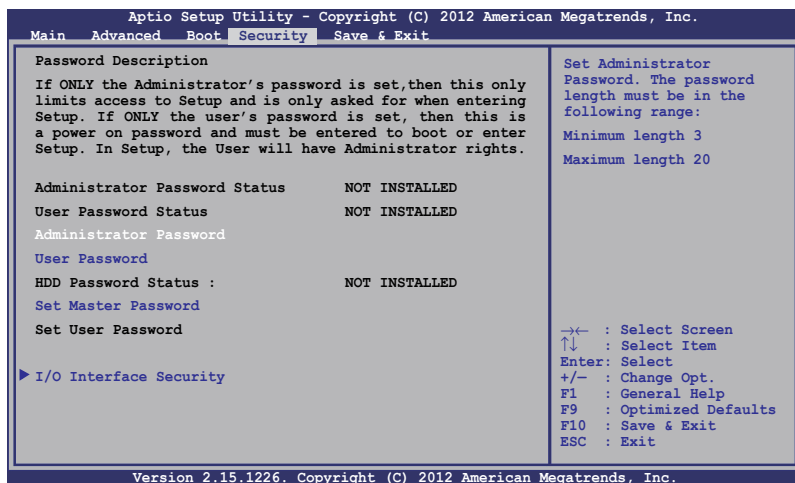 Aptio Setup Utility - Copyright (C) 2012 American Megatrends, Inc.
Main Advanced Boot Security Save & Exit
Password Description
If ONLY the Administrator's password is set,then this only
limits access to Setup and is only asked for when entering
Setup. If ONLY the user's password is set, then this is
a power on password and must be entered to boot or enter
Setup. In Setup, the User will have Administrator rights.
Administrator Password Status NOT INSTALLED
User Password Status NOT INSTALLED
Administrator Password
User Password
HDD Password Status : NOT INSTALLED
Set Master Password
Set User Password
I/O Interface Security
Set Administrator
Password. The password
length must be in the
following range:
Minimum length 3
Maximum length 20
→← : Select Screen
↑↓ : Select Item
Enter: Select
+/— : Change Opt.
F1 : General Help
F9 : Optimized Defaults
F10 : Save & Exit
ESC : Exit
Version 2.15.1226. Copyright (C) 2012 American Megatrends, Inc.